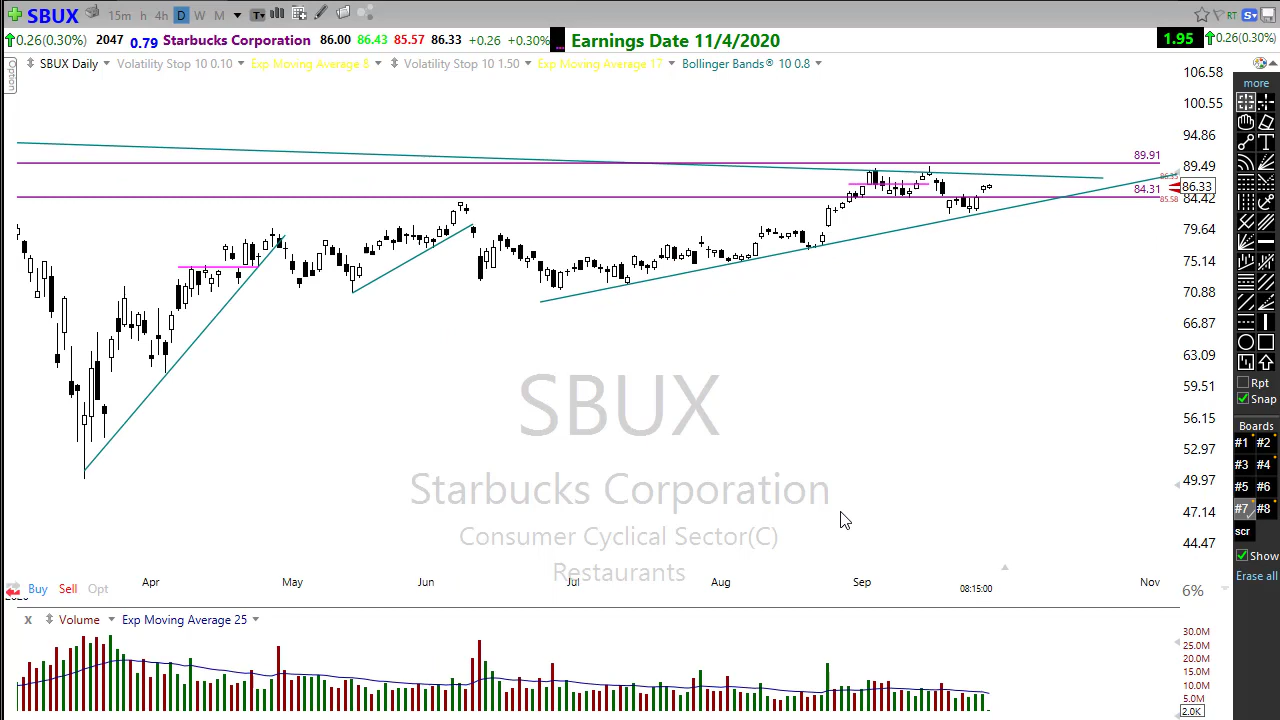 SBUX 15m h 4h D W M T
0.26(0.30%) 2047 0.79 Starbucks Corporation 86.00 86.43 85.57 86.33 +0.26 +0.30% Earnings Date 11/4/2020 1.95 0.26(0.30%)
RT S
Option
SBUX Daily Volatility Stop 10 0.10 Exp Moving Average 8 Volatility Stop 10 1.50 Exp Moving Average 17 Bollinger Bands® 10 0.8
106.58
100.55
94.86
89.91
89.49
86.33
84.31
85.58
84.42
79.64
75.14
70.88
66.87
63.09
59.51
56.15
52.97
49.97
47.14
44.47
SBUX
Starbucks Corporation
Consumer Cyclical Sector(C)
Restaurants
Apr May Jun Jul Aug Sep 08:15:00 Nov
Buy Sell Opt
6%
X Volume Exp Moving Average 25
30.0M
25.0M
20.0M
15.0M
10.0M
5.0M
2.0K
more
T
Rpt
Snap
Boards
#1 #2
#3 #4
#5 #6
#7 #8
scr
Show
Erase all